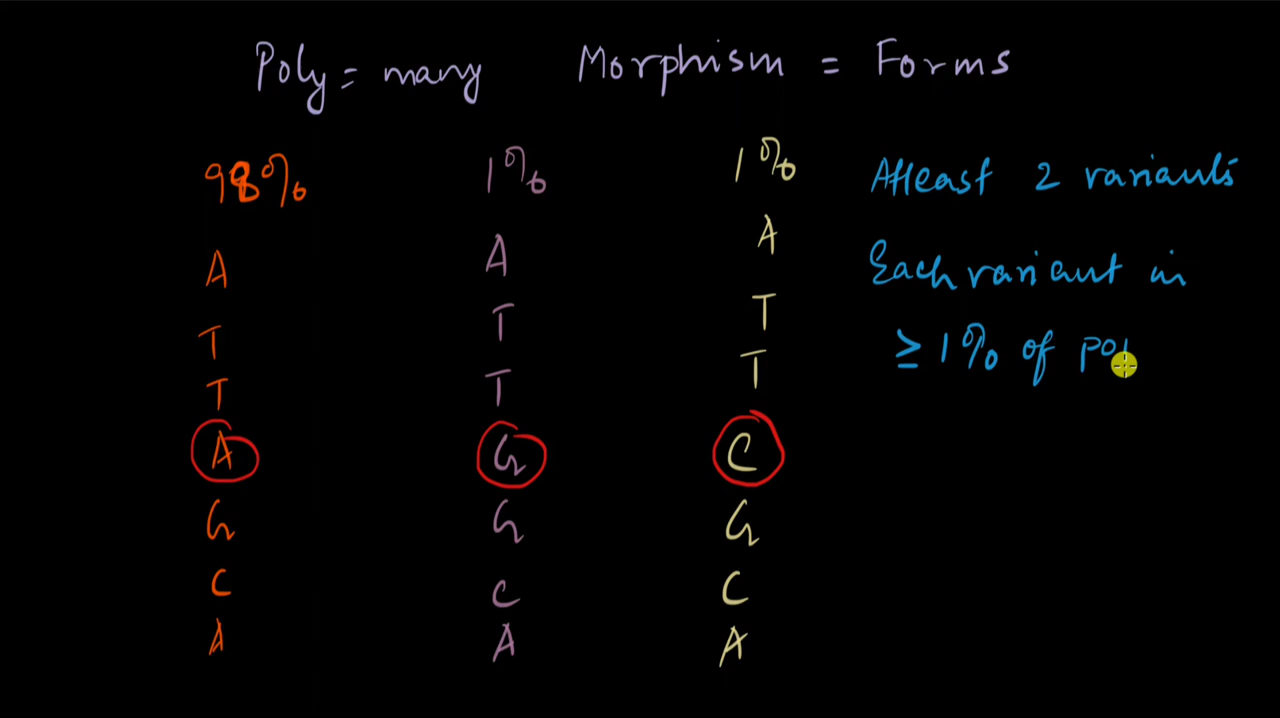 Poly = many Morphism = Forms
98% 1% 1%
A A A
T T T
T T T
A G C
G G G
C C C
A A A
Atleast 2 variants
Each variant in
≥ 1% of po